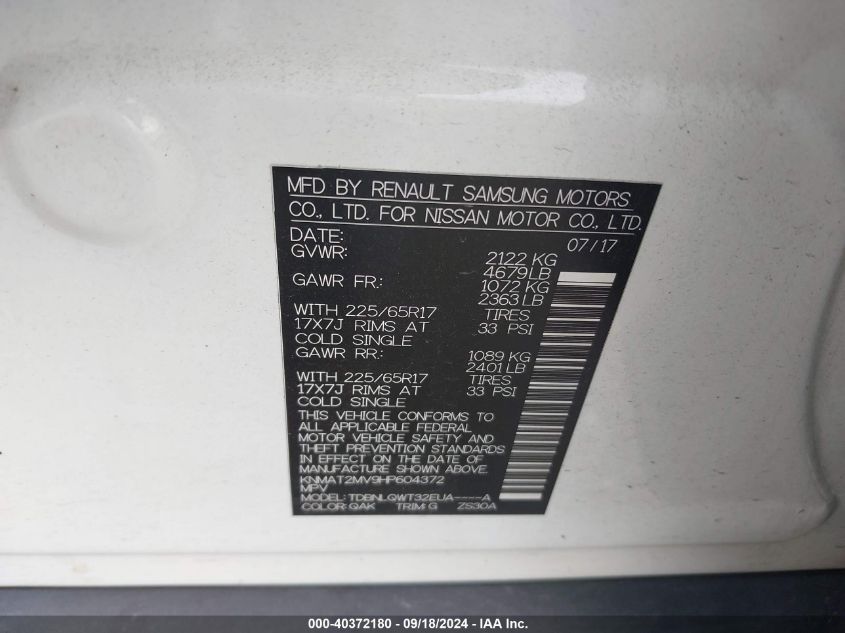 MFD BY RENAULT SAMSUNG MOTORS
CO., LTD. FOR NISSAN MOTOR CO., LTD.
DATE: 07/17
GVWR: 2122 KG
4679 LB
GAWR FR: 1072 KG
2363 LB
WITH 225/65R17 TIRES
17X7J RIMS AT 33 PSI
COLD SINGLE
GAWR RR: 1089 KG
2401 LB
WITH 225/65R17 TIRES
17X7J RIMS AT 33 PSI
COLD SINGLE
THIS VEHICLE CONFORMS TO
ALL APPLICABLE FEDERAL
MOTOR VEHICLE SAFETY AND
THEFT PREVENTION STANDARDS
IN EFFECT ON THE DATE OF
MANUFACTURE SHOWN ABOVE.
KNMAT2MV9HP604372
MPV
MODEL: TDBNLQWT32EUA----A
COLOR: QAK TRIM: G ZS30A
000-40372180 - 09/18/2024 - IAA Inc.